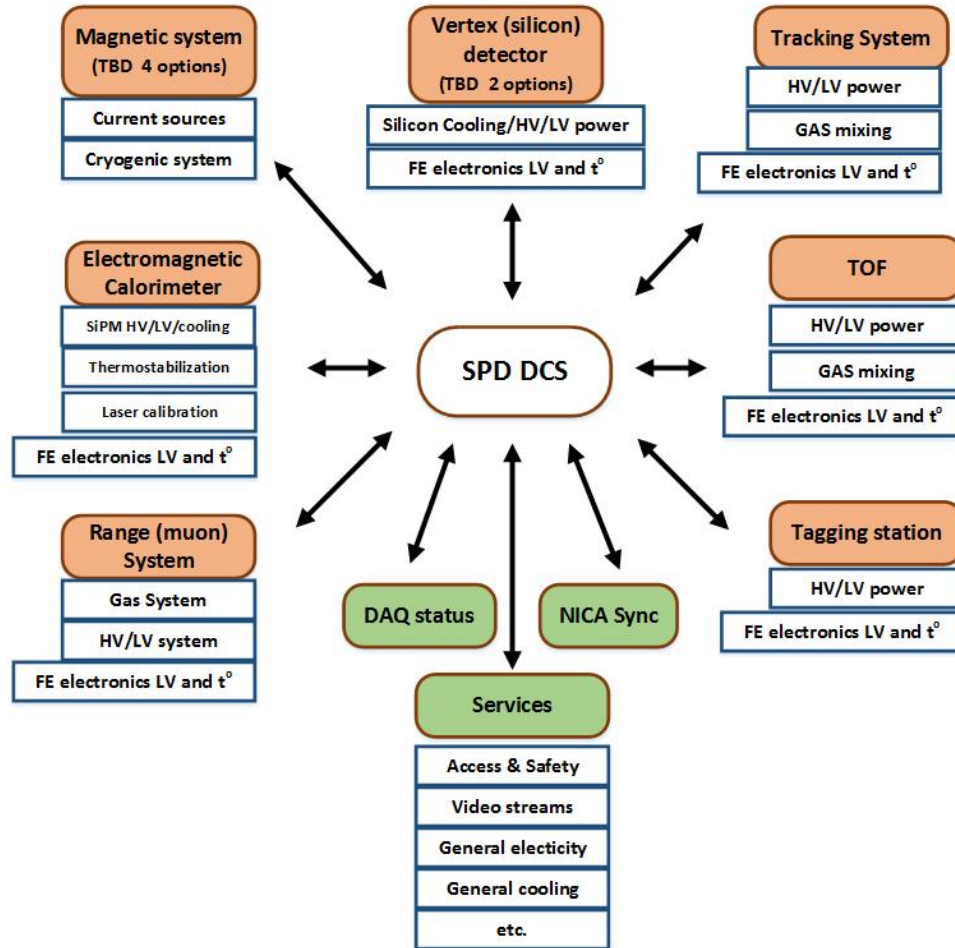 Magnetic system
(TBD 4 options)
Current sources
Cryogenic system
Vertex (silicon)
detector
(TBD 2 options)
Silicon Cooling/HV/LV power
FE electronics LV and t°
Tracking System
HV/LV power
GAS mixing
FE electronics LV and t°
Electromagnetic
Calorimeter
SiPM HV/LV/cooling
Thermostabilization
Laser calibration
FE electronics LV and t°
SPD DCS
TOF
HV/LV power
GAS mixing
FE electronics LV and t°
Range (muon)
System
Gas System
HV/LV system
FE electronics LV and t°
DAQ status
NICA Sync
Tagging station
HV/LV power
FE electronics LV and t°
Services
Access & Safety
Video streams
General electicity
General cooling
etc.